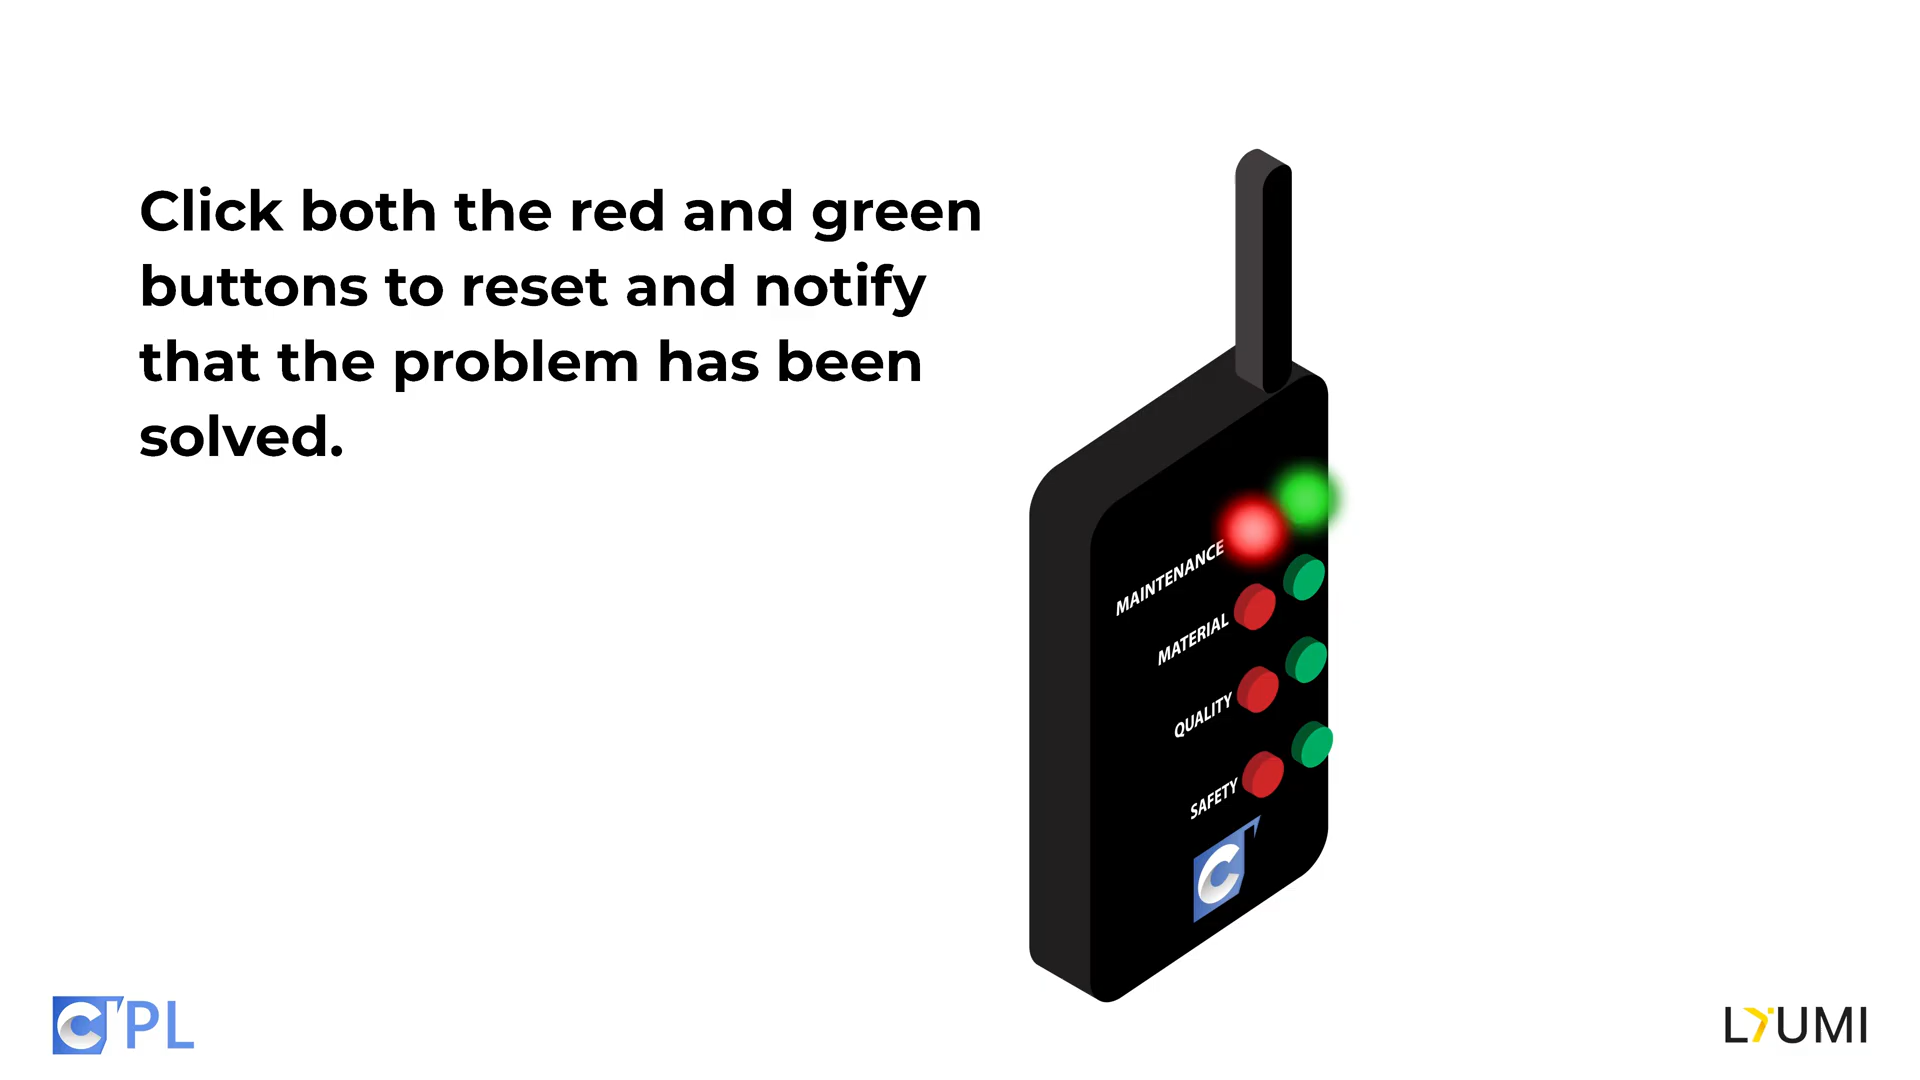 Click both the red and green
buttons to reset and notify
that the problem has been
solved.
MAINTENANCE
MATERIAL
QUALITY
SAFETY
C
CTPL
LYUMI